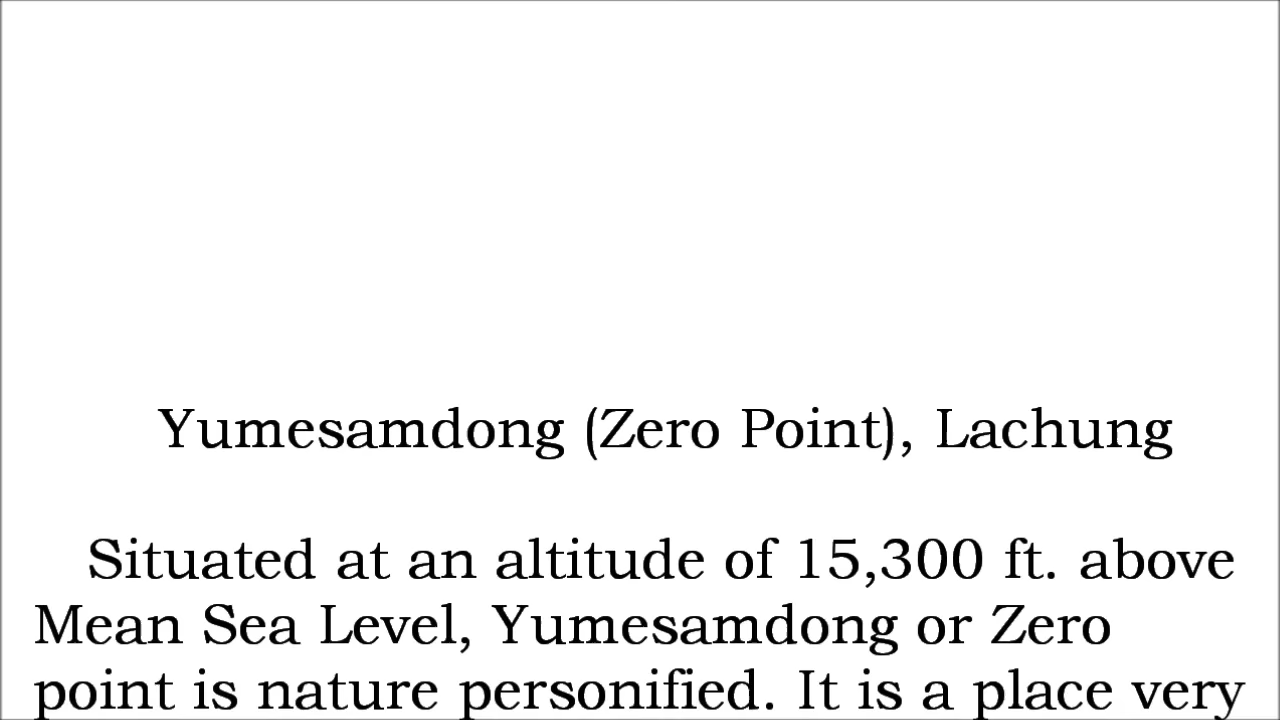 Yumesamdong (Zero Point), Lachung
Situated at an altitude of 15,300 ft. above
Mean Sea Level, Yumesamdong or Zero
point is nature personified. It is a place very